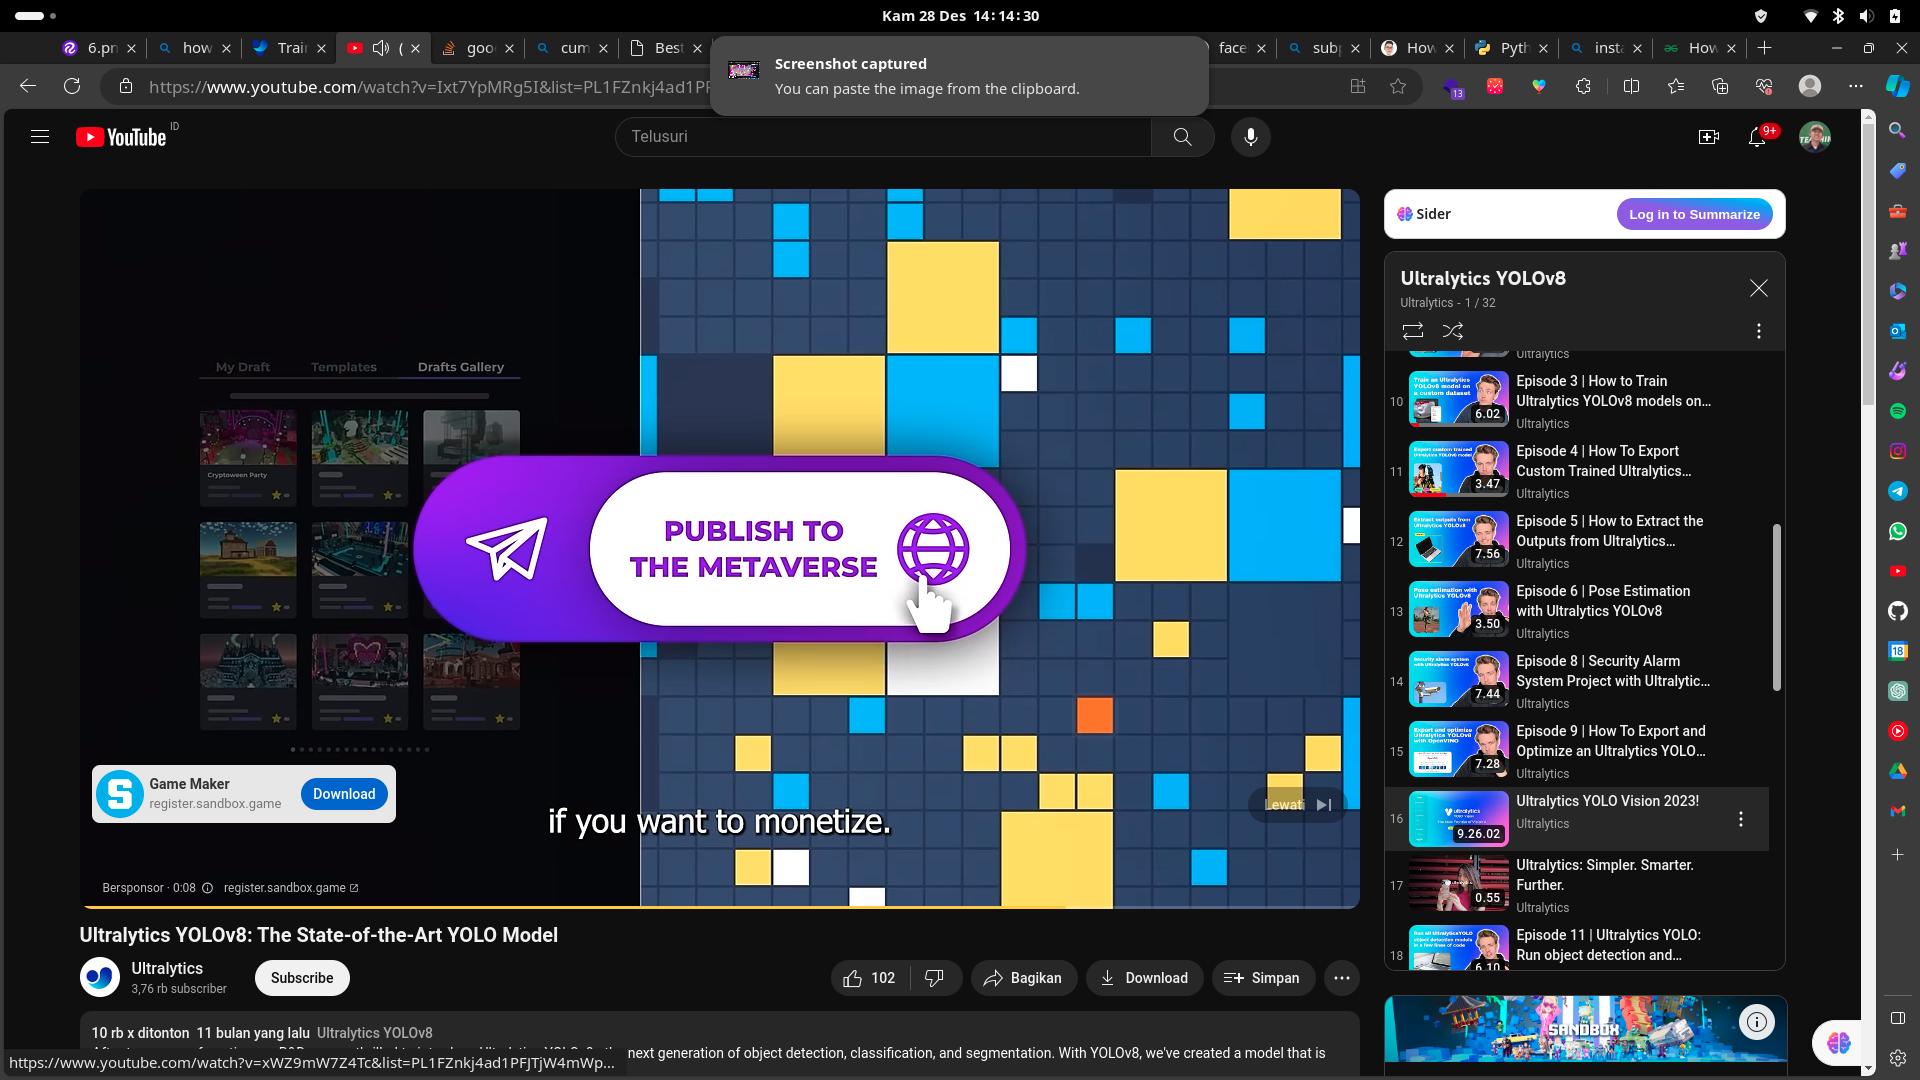 Kam 28 Des 14:14:30
6.pr
how
Trai
(
goo
cum
Best
face
sub
How
Pyth
inst
How
Screenshot captured
You can paste the image from the clipboard.
https://www.youtube.com/watch?v=Ixt7YpMRg5I&list=PL1FZnkj4ad1PF
13
YouTube ID
Telusuri
9+
Sider
Log in to Summarize
Ultralytics YOLOv8
Ultralytics - 1 / 32
My Draft
Templates
Drafts Gallery
Cryptoween Party
PUBLISH TO
THE METAVERSE
Game Maker
register.sandbox.game
Download
if you want to monetize.
Lewati
Bersponsor · 0:08
register.sandbox.game
Ultralytics
10
6.02
Episode 3 | How to Train
Ultralytics YOLOv8 models on...
Ultralytics
11
3.47
Episode 4 | How To Export
Custom Trained Ultralytics...
Ultralytics
12
7.56
Episode 5 | How to Extract the
Outputs from Ultralytics...
Ultralytics
13
3.50
Episode 6 | Pose Estimation
with Ultralytics YOLOv8
Ultralytics
14
7.44
Episode 8 | Security Alarm
System Project with Ultralytic...
Ultralytics
15
7.28
Episode 9 | How To Export and
Optimize an Ultralytics YOLO...
Ultralytics
16
9.26.02
Ultralytics YOLO Vision 2023!
Ultralytics
17
0.55
Ultralytics: Simpler. Smarter.
Further.
Ultralytics
18
6.10
Episode 11 | Ultralytics YOLO:
Run object detection and...
Ultralytics YOLOv8: The State-of-the-Art YOLO Model
Ultralytics
3,76 rb subscriber
Subscribe
102
Bagikan
Download
Simpan
10 rb x ditonton 11 bulan yang lalu Ultralytics YOLOv8
next generation of object detection, classification, and segmentation. With YOLOv8, we've created a model that is
https://www.youtube.com/watch?v=xWZ9mW7Z4Tc&list=PL1FZnkj4ad1PFJTjW4mWp...
SANDBOX
18